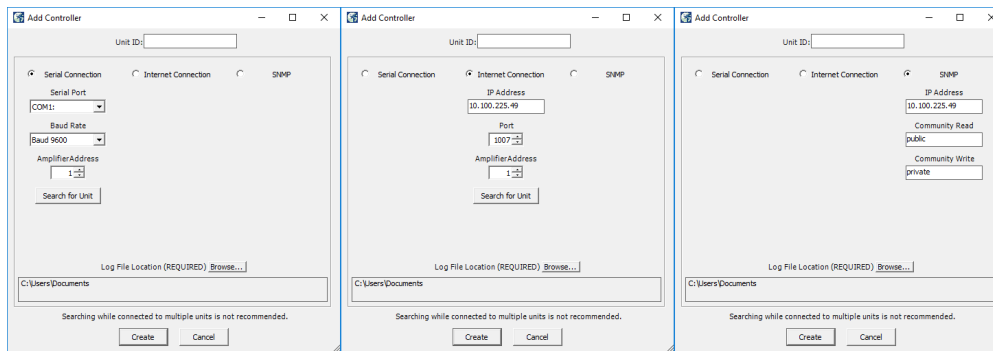 Add Controller
Unit ID:
Serial Connection Internet Connection SNMP
Serial Port
COM1:
Baud Rate
Baud 9600
AmplifierAddress
1
Search for Unit
Log File Location (REQUIRED) Browse...
C:\Users\Documents
Searching while connected to multiple units is not recommended.
Create Cancel
Add Controller
Unit ID:
Serial Connection Internet Connection SNMP
IP Address
10.100.225.49
Port
1007
AmplifierAddress
1
Search for Unit
Log File Location (REQUIRED) Browse...
C:\Users\Documents
Searching while connected to multiple units is not recommended.
Create Cancel
Add Controller
Unit ID:
Serial Connection Internet Connection SNMP
IP Address
10.100.225.49
Community Read
public
Community Write
private
Log File Location (REQUIRED) Browse...
C:\Users\Documents
Searching while connected to multiple units is not recommended.
Create Cancel